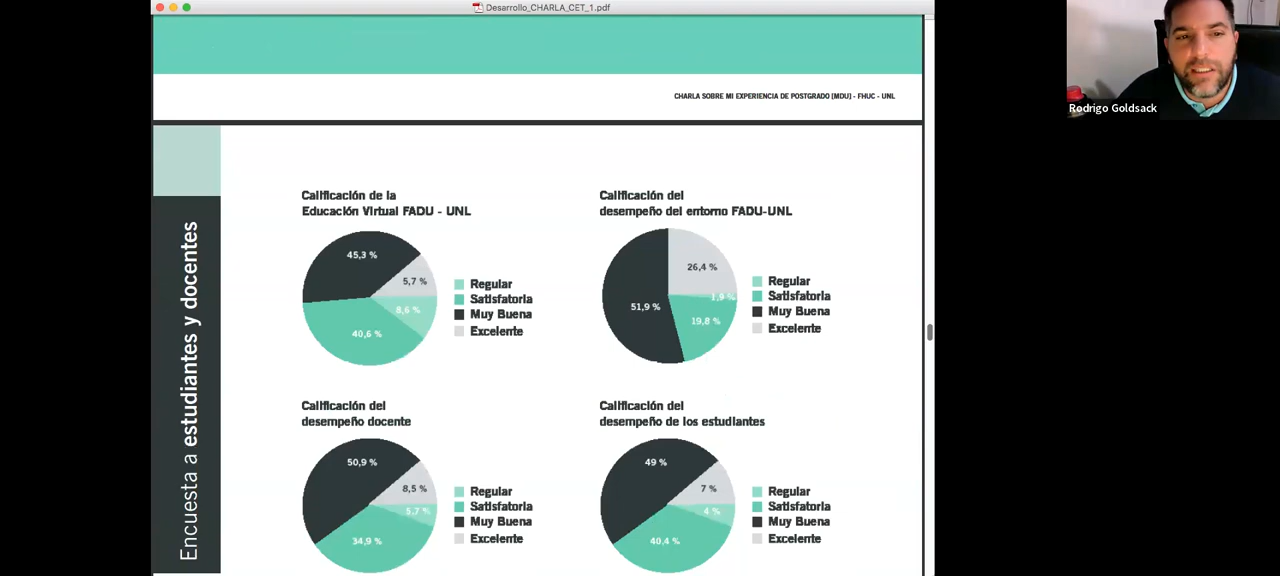 Desarrollo_CHARLA_CET_1.pdf
Rodrigo Goldsack
CHARLA SOBRE MI EXPERIENCIA DE POSTGRADO (MDU) - FHUC - UNL
Encuesta a estudiantes y docentes
Calificación de la
Educación Virtual FADU - UNL
45,3 %
5,7 %
8,6 %
40,6 %
Regular
Satisfatoria
Muy Buena
Excelente
Calificación del
desempeño del entorno FADU-UNL
26,4 %
1,9 %
51,9 %
19,8 %
Regular
Satisfatoria
Muy Buena
Excelente
Calificación del
desempeño docente
50,9 %
8,5 %
5,7 %
34,9 %
Regular
Satisfatoria
Muy Buena
Excelente
Calificación del
desempeño de los estudiantes
49 %
7 %
4 %
40,4 %
Regular
Satisfatoria
Muy Buena
Excelente